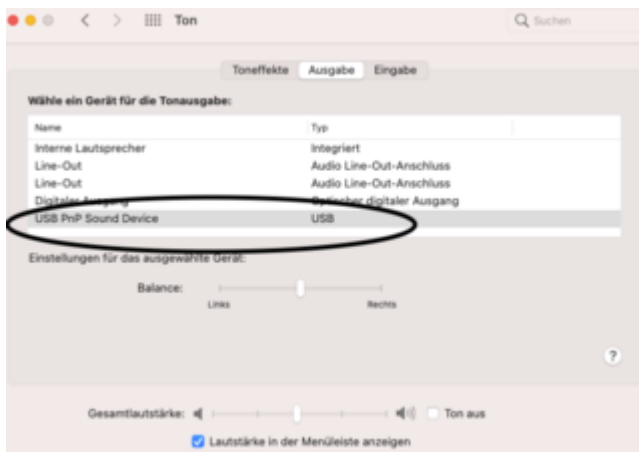 Ton
Suchen
Toneffekte Ausgabe Eingabe
Wähle ein Gerät für die Tonausgabe:
Name Typ
Interne Lautsprecher Integriert
Line-Out Audio Line-Out-Anschluss
Line-Out Audio Line-Out-Anschluss
Digitaler Ausgang Optischer digitaler Ausgang
USB PnP Sound Device USB
Einstellungen für das ausgewählte Gerät:
Balance:
Links Rechts
?
Gesamtlautstärke: Ton aus
Lautstärke in der Menüleiste anzeigen